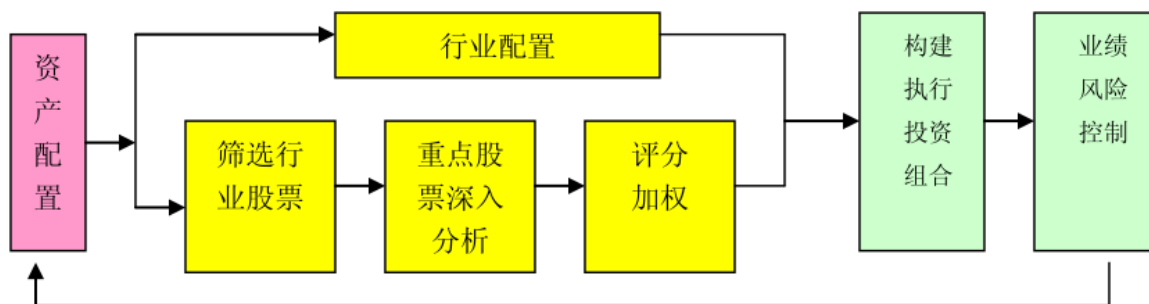 资
产
配
置
行业配置
筛选行
业股票
重点股
票深入
分析
评分
加权
构建
执行
投资
组合
业绩
风险
控制